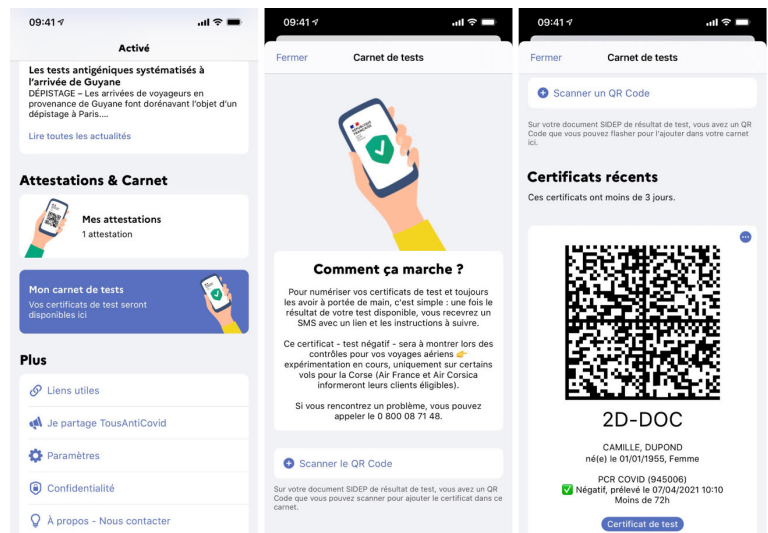 09:41
Activé
Les tests antigéniques systématisés à
l'arrivée de Guyane
DÉPISTAGE – Les arrivées de voyageurs en
provenance de Guyane font dorénavant l'objet d'un
dépistage à Paris....
Lire toutes les actualités
Attestations & Carnet
Mes attestations
1 attestation
Mon carnet de tests
Vos certificats de test seront
disponibles ici
Plus
Liens utiles
Je partage TousAntiCovid
Paramètres
Confidentialité
À propos - Nous contacter
09:41
Fermer
Carnet de tests
RÉPUBLIQUE
FRANÇAISE
Comment ça marche ?
Pour numériser vos certificats de test et toujours
les avoir à portée de main, c'est simple : une fois le
résultat de votre test disponible, vous recevrez un
SMS avec un lien et les instructions à suivre.
Ce certificat - test négatif - sera à montrer lors des
contrôles pour vos voyages aériens 👉
expérimentation en cours, uniquement sur certains
vols pour la Corse (Air France et Air Corsica
informeront leurs clients éligibles).
Si vous rencontrez un problème, vous pouvez
appeler le 0 800 08 71 48.
Scanner le QR Code
Sur votre document SIDEP de résultat de test, vous avez un QR
Code que vous pouvez scanner pour ajouter le certificat dans ce
carnet.
09:41
Fermer
Carnet de tests
Scanner un QR Code
Sur votre document SIDEP de résultat de test, vous avez un QR
Code que vous pouvez flasher pour l'ajouter dans votre carnet
ici.
Certificats récents
Ces certificats ont moins de 3 jours.
2D-DOC
CAMILLE, DUPOND
né(e) le 01/01/1955, Femme
PCR COVID (945006)
✅ Négatif, prélevé le 07/04/2021 10:10
Moins de 72h
Certificat de test